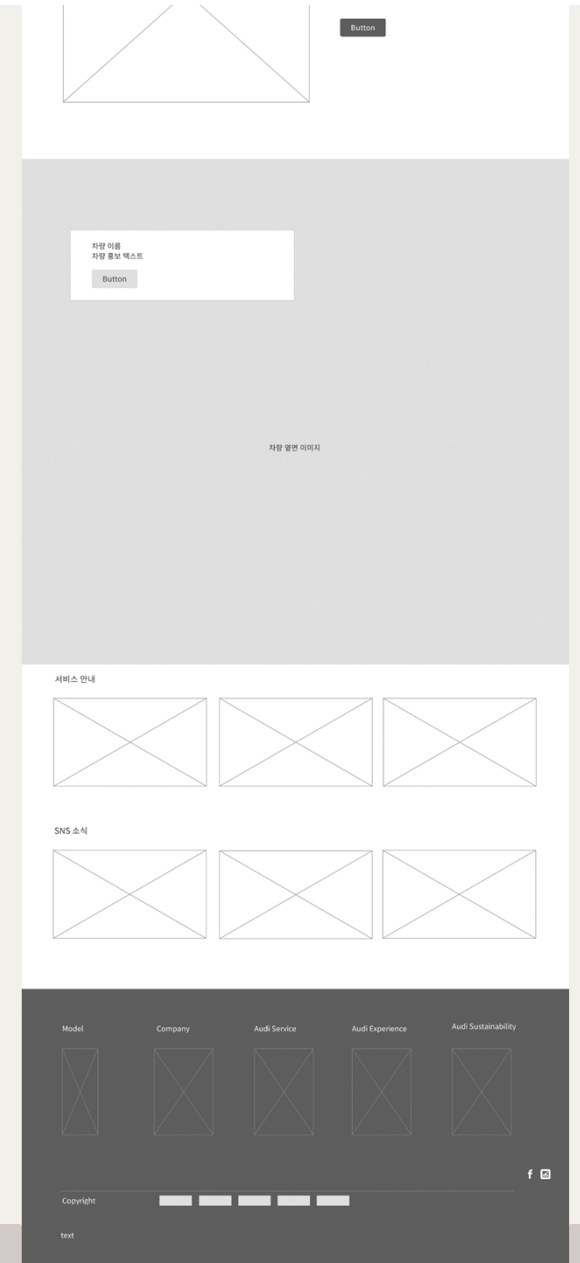 Button
차량 이름
차량 홍보 텍스트
Button
차량 옆면 이미지
서비스 안내
SNS 소식
Model
Company
Audi Service
Audi Experience
Audi Sustainability
Copyright
text